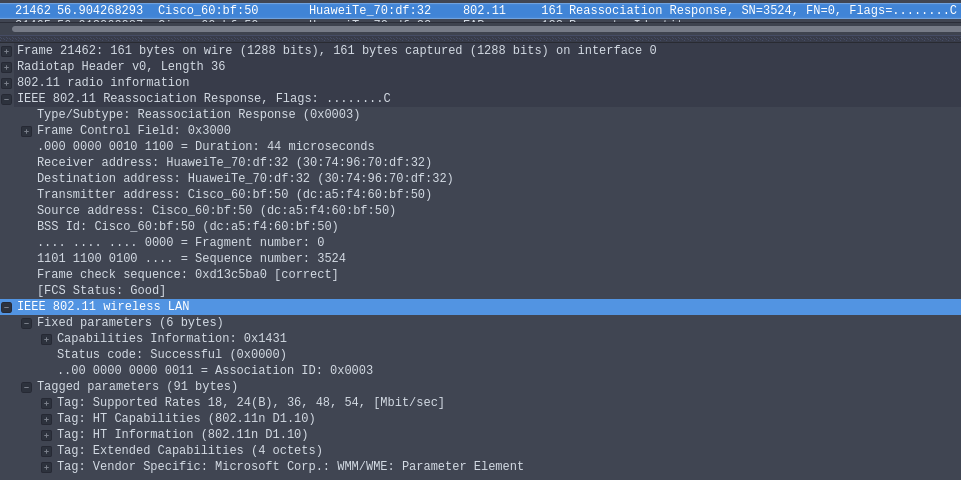 21462 56.904268293 Cisco_60:bf:50 HuaweiTe_70:df:32 802.11 161 Reassociation Response, SN=3524, FN=0, Flags=........C
Frame 21462: 161 bytes on wire (1288 bits), 161 bytes captured (1288 bits) on interface 0
Radiotap Header v0, Length 36
802.11 radio information
IEEE 802.11 Reassociation Response, Flags: ........C
Type/Subtype: Reassociation Response (0x0003)
Frame Control Field: 0x3000
.000 0000 0010 1100 = Duration: 44 microseconds
Receiver address: HuaweiTe_70:df:32 (30:74:96:70:df:32)
Destination address: HuaweiTe_70:df:32 (30:74:96:70:df:32)
Transmitter address: Cisco_60:bf:50 (dc:a5:f4:60:bf:50)
Source address: Cisco_60:bf:50 (dc:a5:f4:60:bf:50)
BSS Id: Cisco_60:bf:50 (dc:a5:f4:60:bf:50)
.... .... .... 0000 = Fragment number: 0
1101 1100 0100 .... = Sequence number: 3524
Frame check sequence: 0xd13c5ba0 [correct]
[FCS Status: Good]
IEEE 802.11 wireless LAN
Fixed parameters (6 bytes)
Capabilities Information: 0x1431
Status code: Successful (0x0000)
..00 0000 0000 0011 = Association ID: 0x0003
Tagged parameters (91 bytes)
Tag: Supported Rates 18, 24(B), 36, 48, 54, [Mbit/sec]
Tag: HT Capabilities (802.11n D1.10)
Tag: HT Information (802.11n D1.10)
Tag: Extended Capabilities (4 octets)
Tag: Vendor Specific: Microsoft Corp.: WMM/WME: Parameter Element